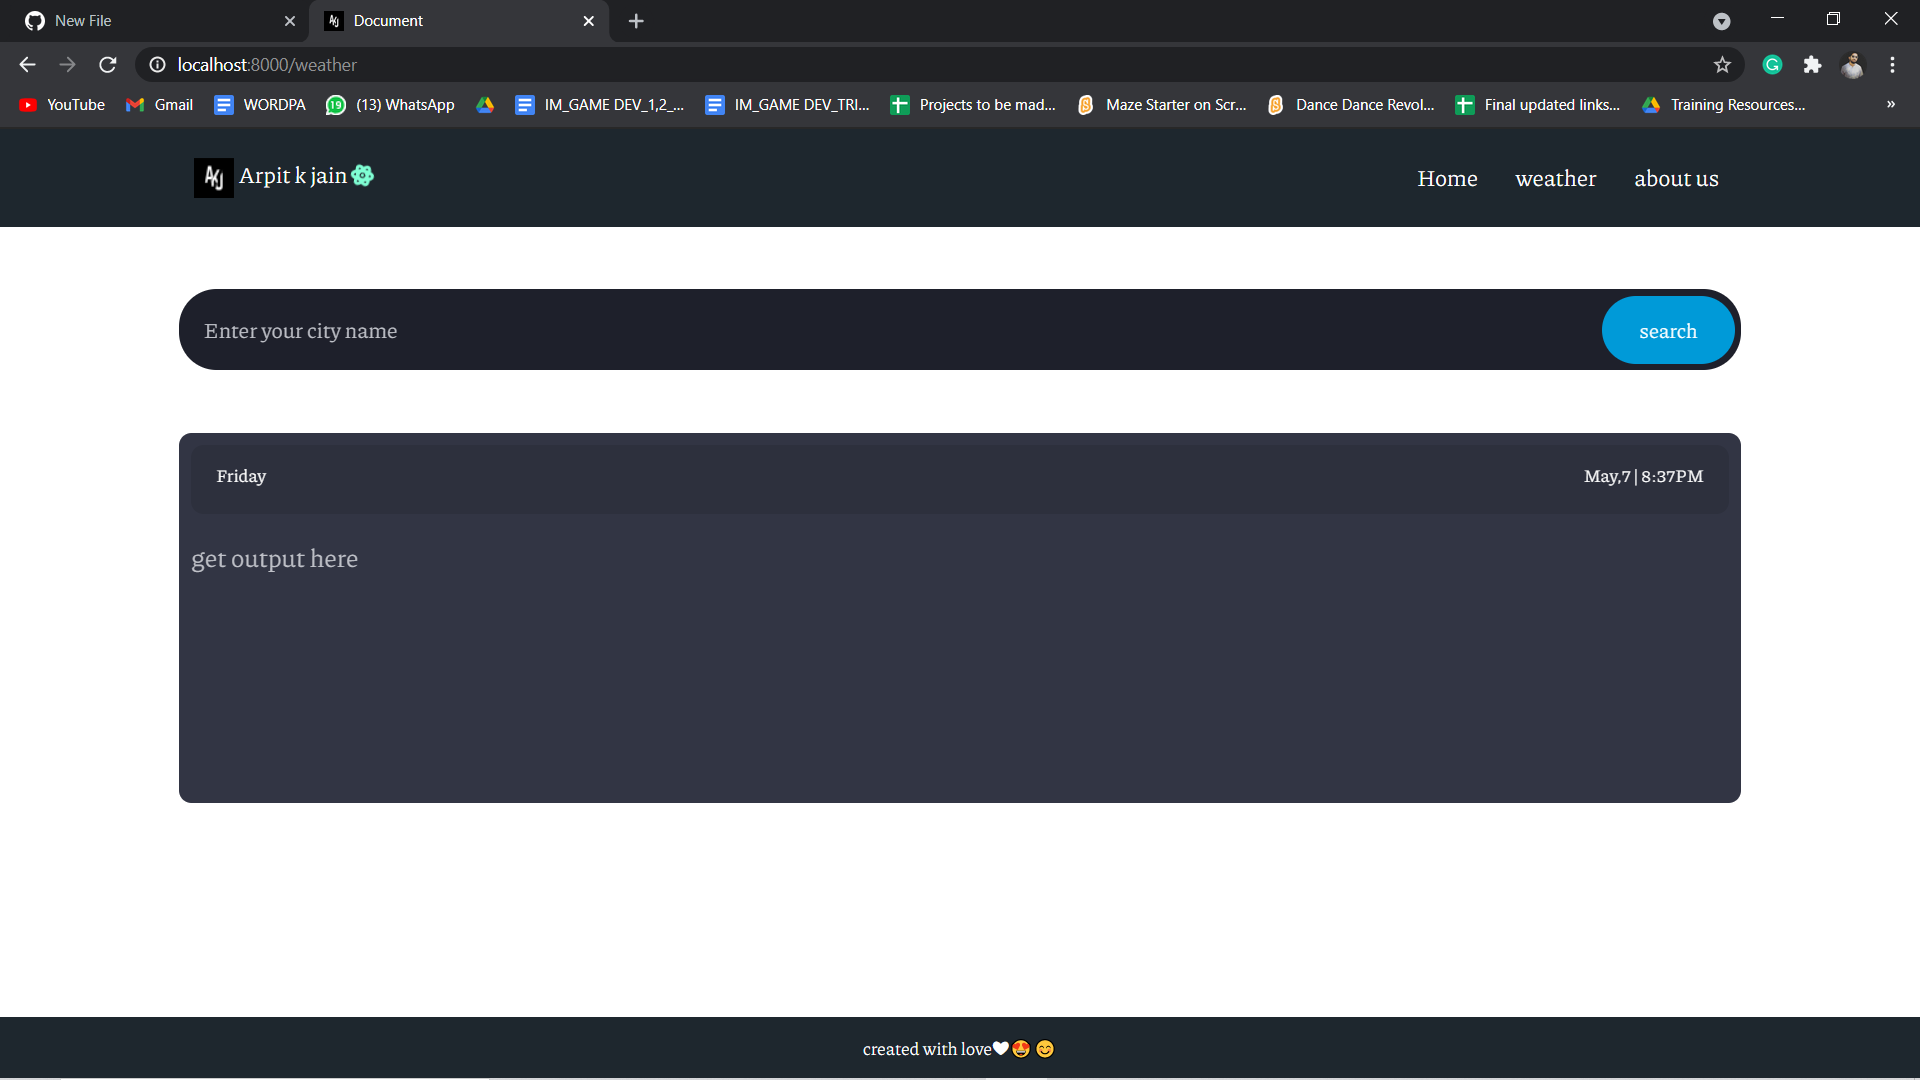 New File
Document
localhost:8000/weather
YouTube Gmail WORDPA (13) WhatsApp IM_GAME DEV_1,2_... IM_GAME DEV_TRI... Projects to be mad... Maze Starter on Scr... Dance Dance Revol... Final updated links... Training Resources... »
AKJ Arpit k jain Home weather about us
Enter your city name search
Friday May,7 | 8:37PM
get output here
created with love🤍😍😊